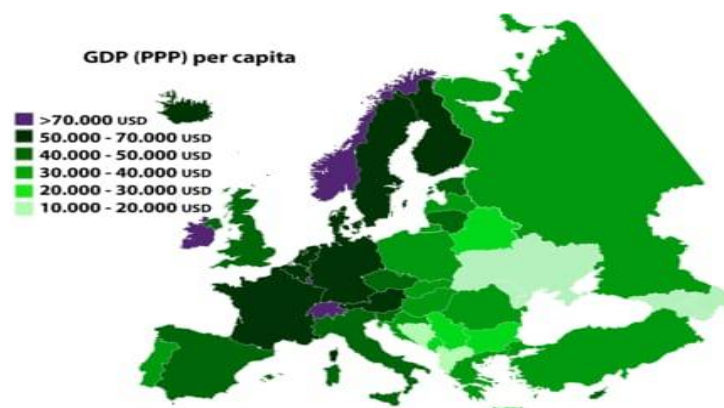 GDP (PPP) per capita
>70.000 USD
50.000 - 70.000 USD
40.000 - 50.000 USD
30.000 - 40.000 USD
20.000 - 30.000 USD
10.000 - 20.000 USD